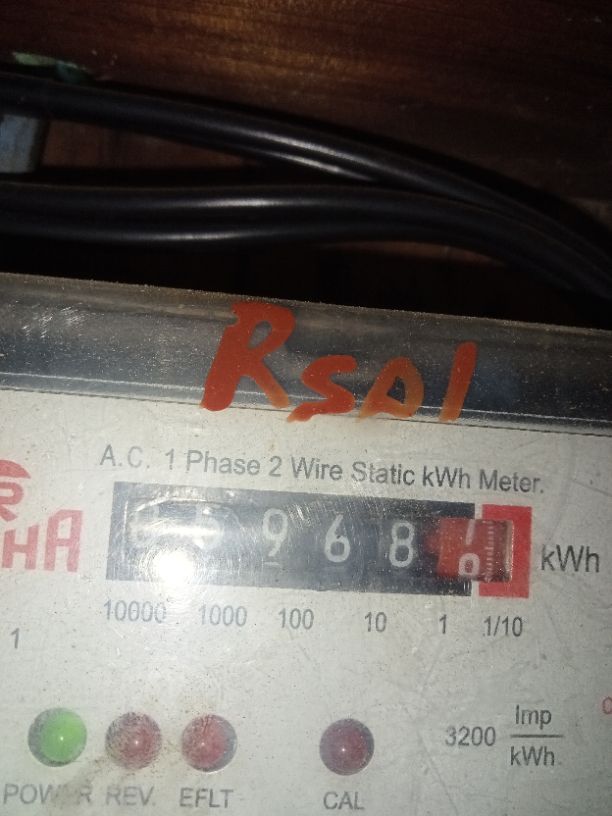 RSD1
A.C. 1 Phase 2 Wire Static kWh Meter.
R
HA
9 6 8
kWh
10000 1000 100 10 1 1/10
1
3200 Imp
kWh
POWER REV. EFLT CAL